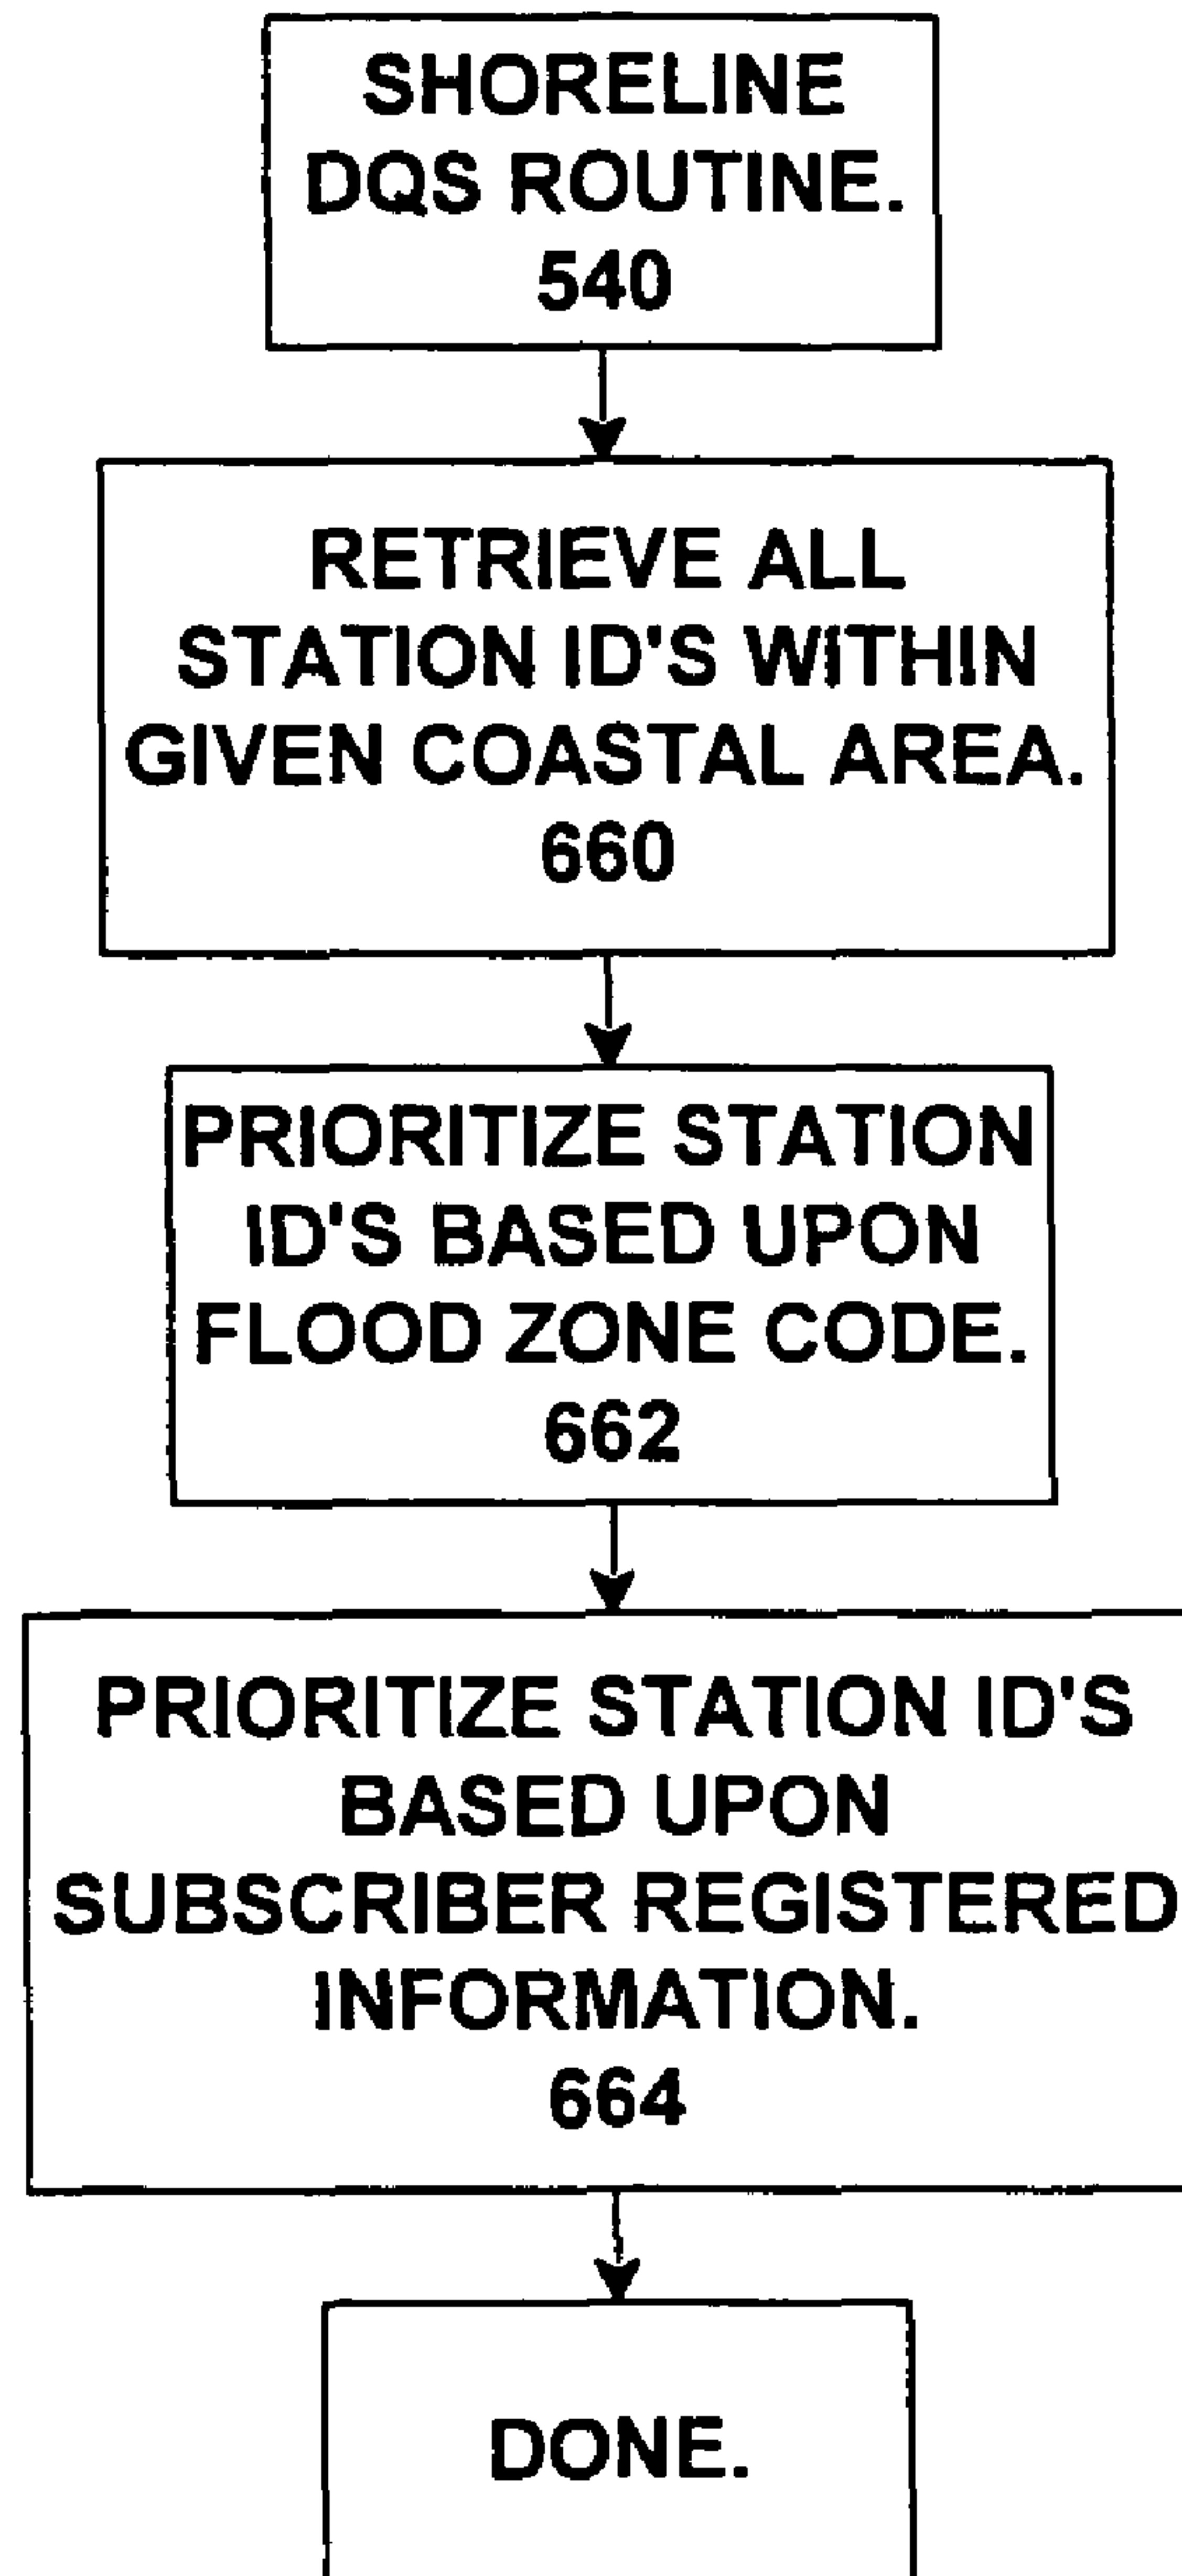 SHORELINE
DQS ROUTINE.
540
RETRIEVE ALL
STATION ID'S WITHIN
GIVEN COASTAL AREA.
660
PRIORITIZE STATION
ID'S BASED UPON
FLOOD ZONE CODE.
662
PRIORITIZE STATION ID'S
BASED UPON
SUBSCRIBER REGISTERED
INFORMATION.
664
DONE.